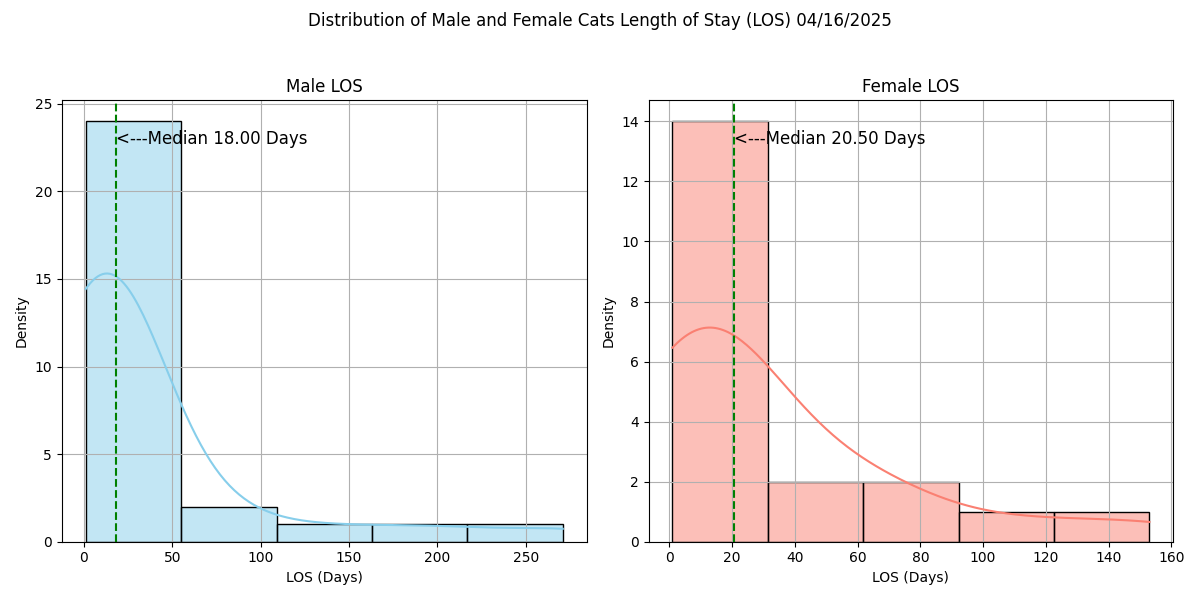 Distribution of Male and Female Cats Length of Stay (LOS) 04/16/2025
Male LOS
25
20
15
10
5
0
Density
<---Median 18.00 Days
0 50 100 150 200 250
LOS (Days)
Female LOS
14
12
10
8
6
4
2
0
Density
<---Median 20.50 Days
0 20 40 60 80 100 120 140 160
LOS (Days)